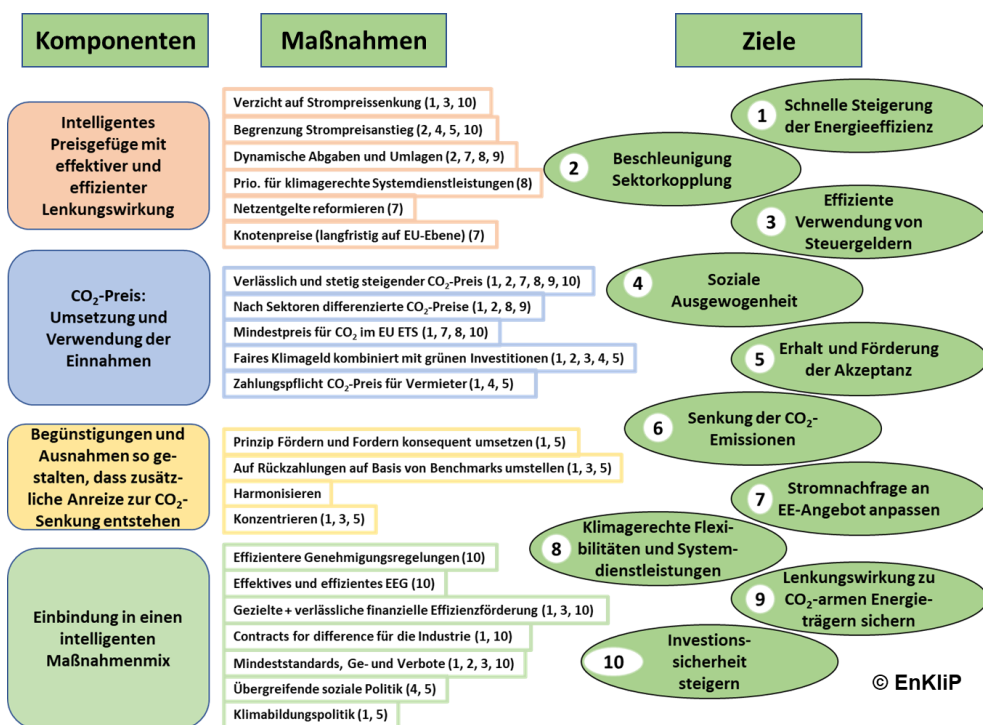 Komponenten
Maßnahmen
Ziele
Intelligentes
Preisgefüge mit
effektiver und
effizienter
Lenkungswirkung
Verzicht auf Strompreissenkung (1, 3, 10)
Begrenzung Strompreisanstieg (2, 4, 5, 10)
Dynamische Abgaben und Umlagen (2, 7, 8, 9)
Prio. für klimagerechte Systemdienstleistungen (8)
Netzentgelte reformieren (7)
Knotenpreise (langfristig auf EU-Ebene) (7)
CO₂-Preis:
Umsetzung und
Verwendung der
Einnahmen
Verlässlich und stetig steigender CO₂-Preis (1, 2, 7, 8, 9, 10)
Nach Sektoren differenzierte CO₂-Preise (1, 2, 8, 9)
Mindestpreis für CO₂ im EU ETS (1, 7, 8, 10)
Faires Klimageld kombiniert mit grünen Investitionen (1, 2, 3, 4, 5)
Zahlungspflicht CO₂-Preis für Vermieter (1, 4, 5)
Begünstigungen und
Ausnahmen so ge-
stalten, dass zusätz-
liche Anreize zur CO₂-
Senkung entstehen
Prinzip Fördern und Fordern konsequent umsetzen (1, 5)
Auf Rückzahlungen auf Basis von Benchmarks umstellen (1, 3, 5)
Harmonisieren
Konzentrieren (1, 3, 5)
Einbindung in einen
intelligenten
Maßnahmenmix
Effizientere Genehmigungsregelungen (10)
Effektives und effizientes EEG (10)
Gezielte + verlässliche finanzielle Effizienförderung (1, 3, 10)
Contracts for difference für die Industrie (1, 10)
Mindeststandards, Ge- und Verbote (1, 2, 3, 10)
Übergreifende soziale Politik (4, 5)
Klimabildungspolitik (1, 5)
1 Schnelle Steigerung
der Energieeffizienz
2 Beschleunigung
Sektorkopplung
3 Effiziente
Verwendung von
Steuergeldern
4 Soziale
Ausgewogenheit
5 Erhalt und Förderung
der Akzeptanz
6 Senkung der CO₂-
Emissionen
7 Stromnachfrage an
EE-Angebot anpassen
8 Klimagerechte Flexi-
bilitäten und System-
dienstleistungen
9 Lenkungswirkung zu
CO₂-armen Energie-
trägern sichern
10 Investions-
sicherheit
steigern
© EnKliP